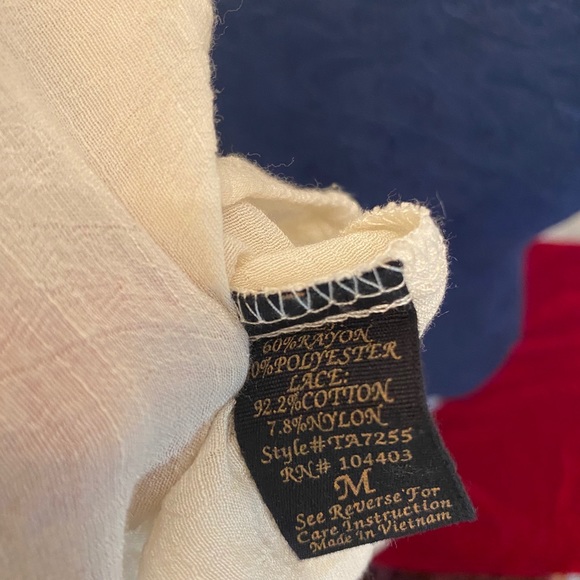 60%RAYON
0%POLYESTER
LACE:
92.2%COTTON
7.8%NYLON
Style#TA7255
RN# 104403
M
See Reverse For
Care Instruction
Made In Vietnam